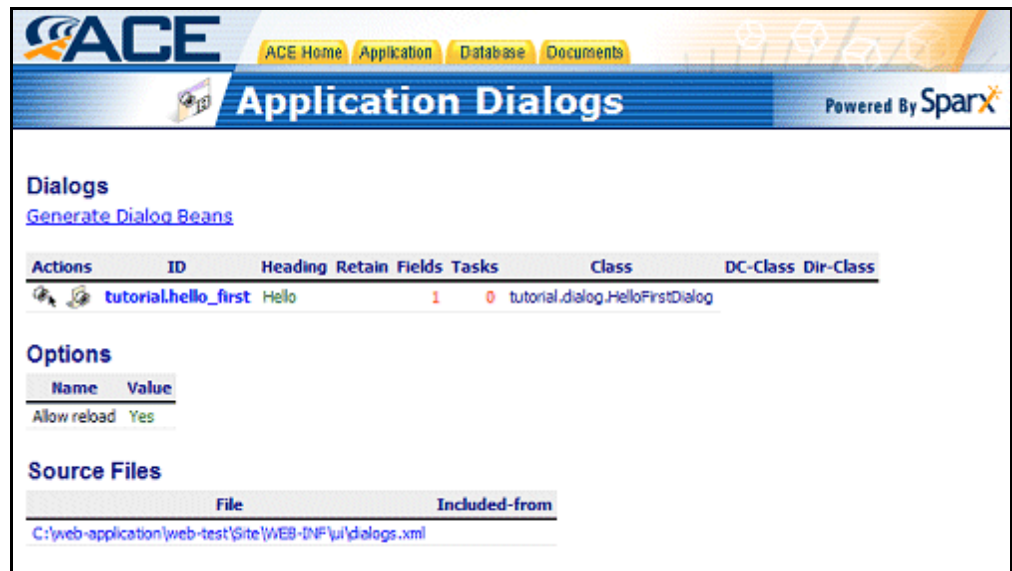 ACE
ACE Home Application Database Documents
Application Dialogs
Powered By Sparx
Dialogs
Generate Dialog Beans
Actions ID Heading Retain Fields Tasks Class DC-Class Dir-Class
tutorial.hello_first Hello 1 0 tutorial.dialog.HelloFirstDialog
Options
Name Value
Allow reload Yes
Source Files
File Included-from
C:\web-application\web-test\Site\WEB-INF\ui\dialogs.xml